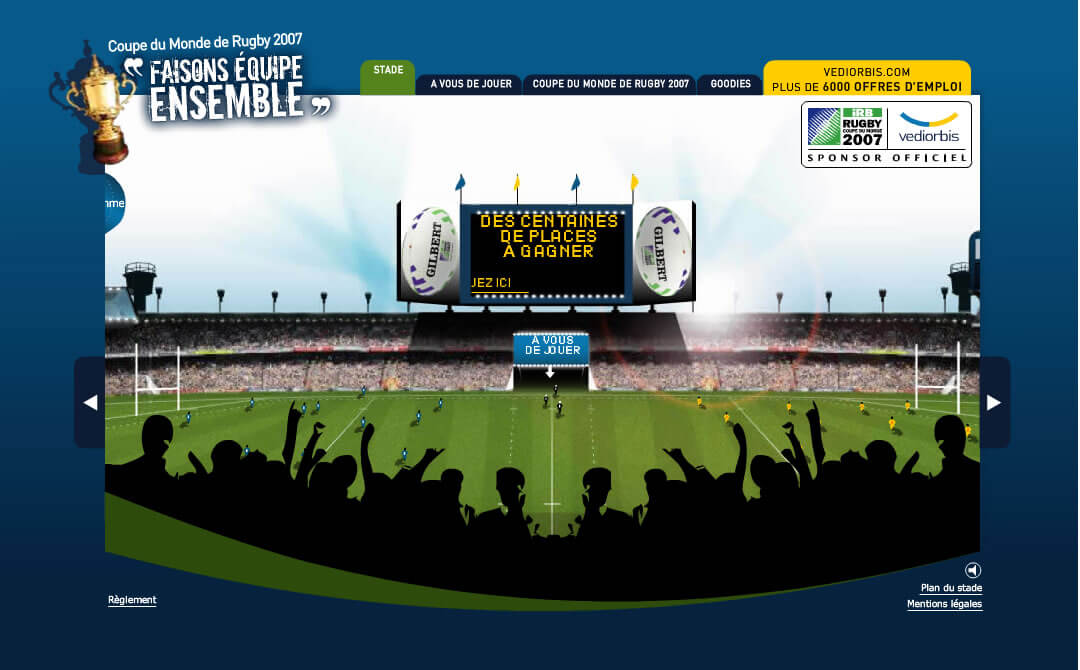 Coupe du Monde de Rugby 2007
“ FAISONS ÉQUIPE
ENSEMBLE ”
STADE
A VOUS DE JOUER
COUPE DU MONDE DE RUGBY 2007
GOODIES
VEDIORBIS.COM
PLUS DE 6000 OFFRES D'EMPLOI
iRB
RUGBY
COUPE DU MONDE
2007
vediorbis
SPONSOR OFFICIEL
mme
DES CENTAINES
DE PLACES
À GAGNER
JEZ ICI
GILBERT
GILBERT
A VOUS
DE JOUER
Plan du stade
Mentions légales
Règlement